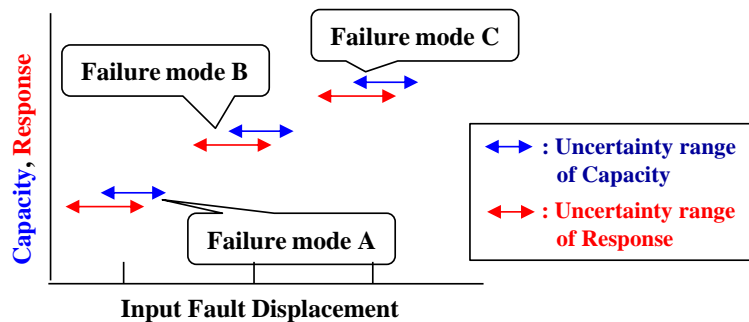 Capacity, Response
Failure mode B
Failure mode C
Failure mode A
Input Fault Displacement
: Uncertainty range
of Capacity
: Uncertainty range
of Response